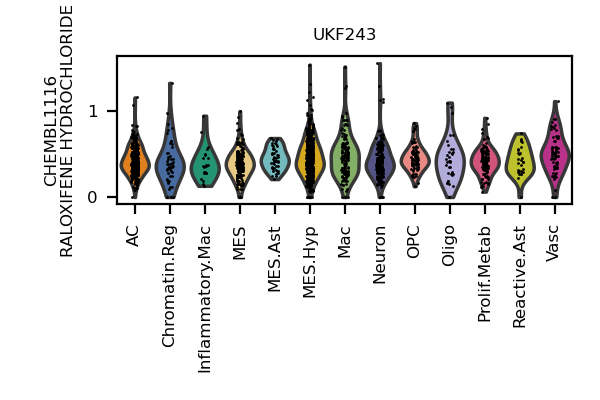 UKF243
CHEMBL1116
RALOXIFENE HYDROCHLORIDE
1
0
AC
Chromatin.Reg
Inflammatory.Mac
MES
MES.Ast
MES.Hyp
Mac
Neuron
OPC
Oligo
Prolif.Metab
Reactive.Ast
Vasc